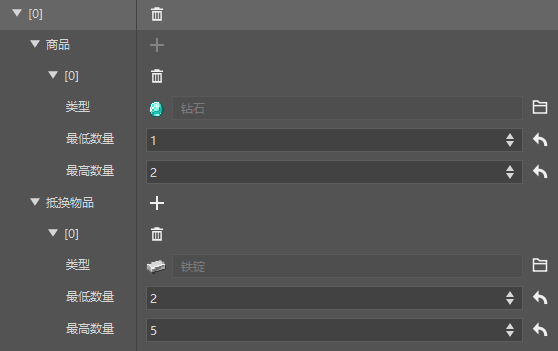 [0]
商品
[0]
类型 钻石
最低数量 1
最高数量 2
抵换物品
[0]
类型 铁锭
最低数量 2
最高数量 5